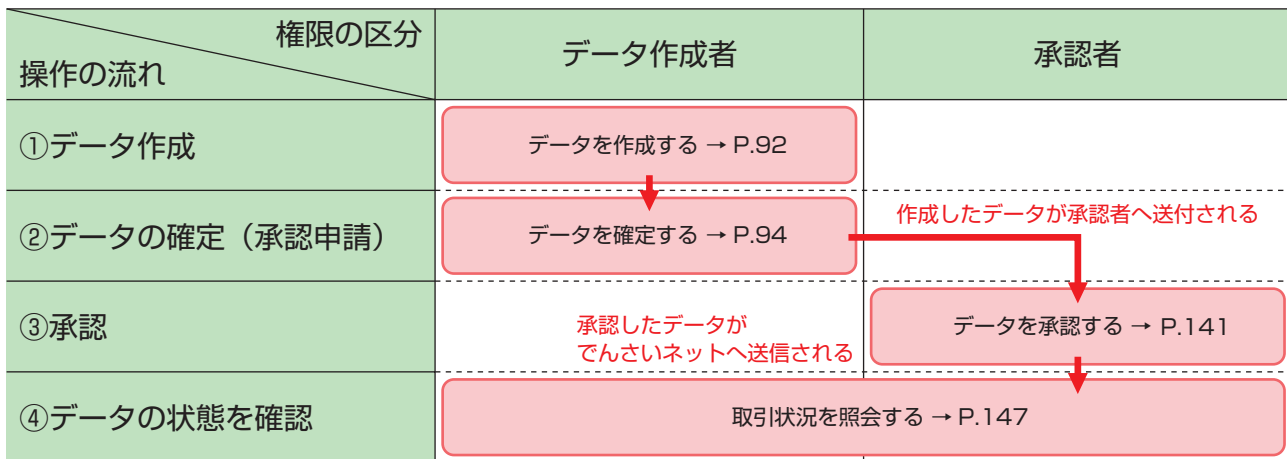 権限の区分
操作の流れ
データ作成者
承認者
①データ作成
データを作成する → P.92
②データの確定（承認申請）
データを確定する → P.94
作成したデータが承認者へ送付される
③承認
承認したデータが
でんさいネットへ送信される
データを承認する → P.141
④データの状態を確認
取引状況を照会する → P.147